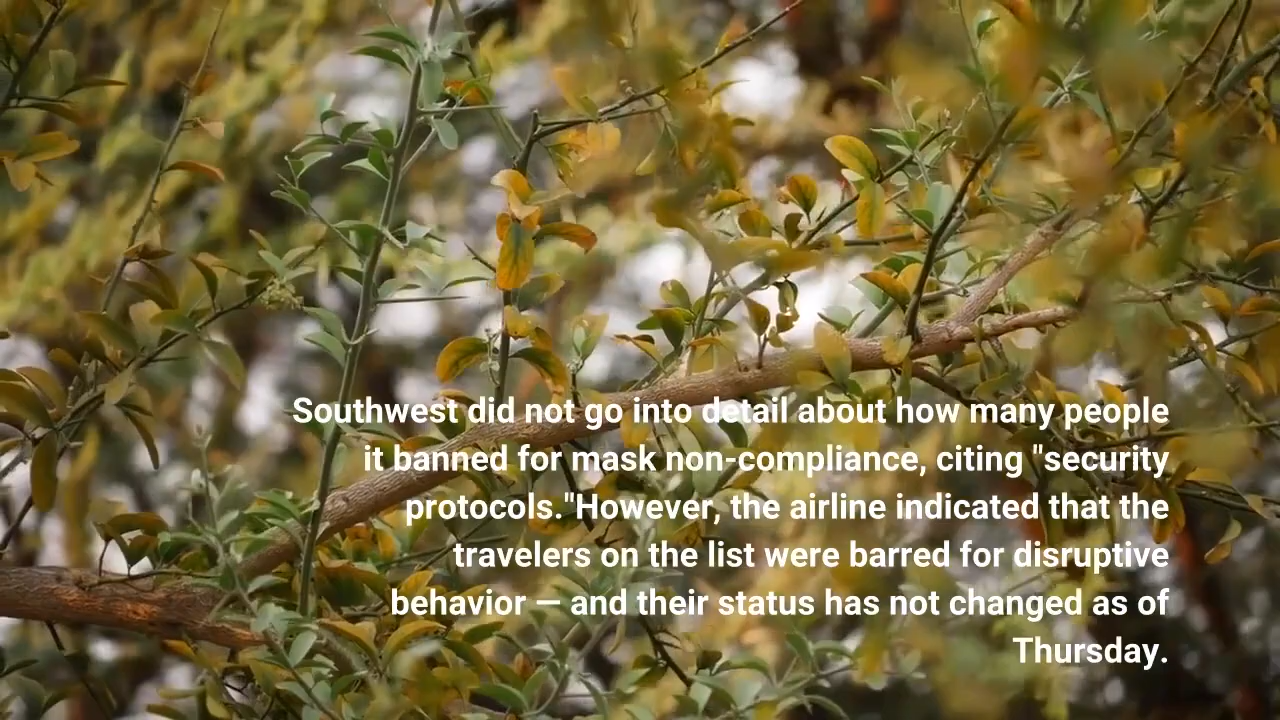 Southwest did not go into detail about how many people
it banned for mask non-compliance, citing "security
protocols."However, the airline indicated that the
travelers on the list were barred for disruptive
behavior — and their status has not changed as of
Thursday.